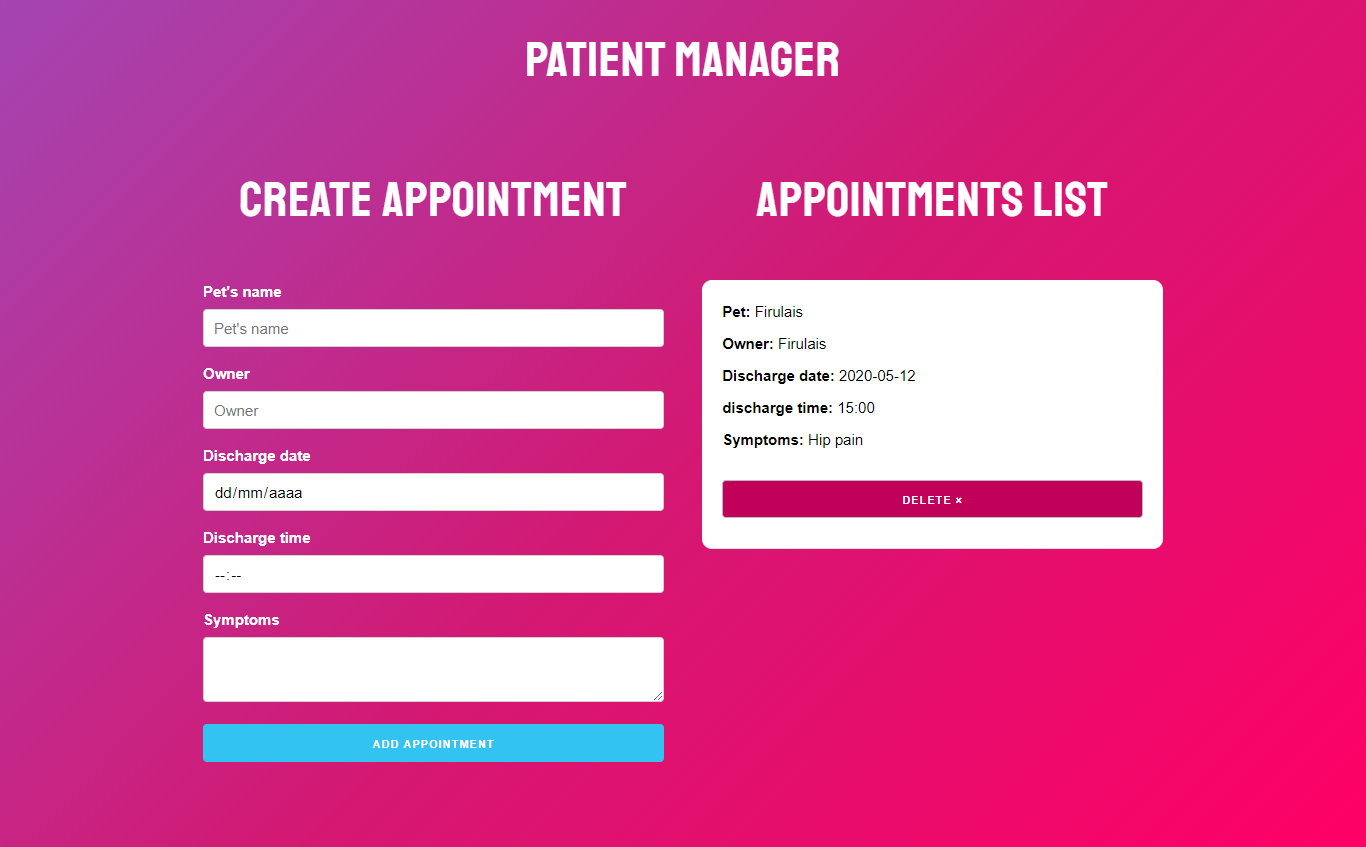 PATIENT MANAGER
CREATE APPOINTMENT
Pet's name
Pet's name
Owner
Owner
Discharge date
dd/mm/aaaa
Discharge time
--:--
Symptoms
ADD APPOINTMENT
APPOINTMENTS LIST
Pet: Firulais
Owner: Firulais
Discharge date: 2020-05-12
discharge time: 15:00
Symptoms: Hip pain
DELETE ×